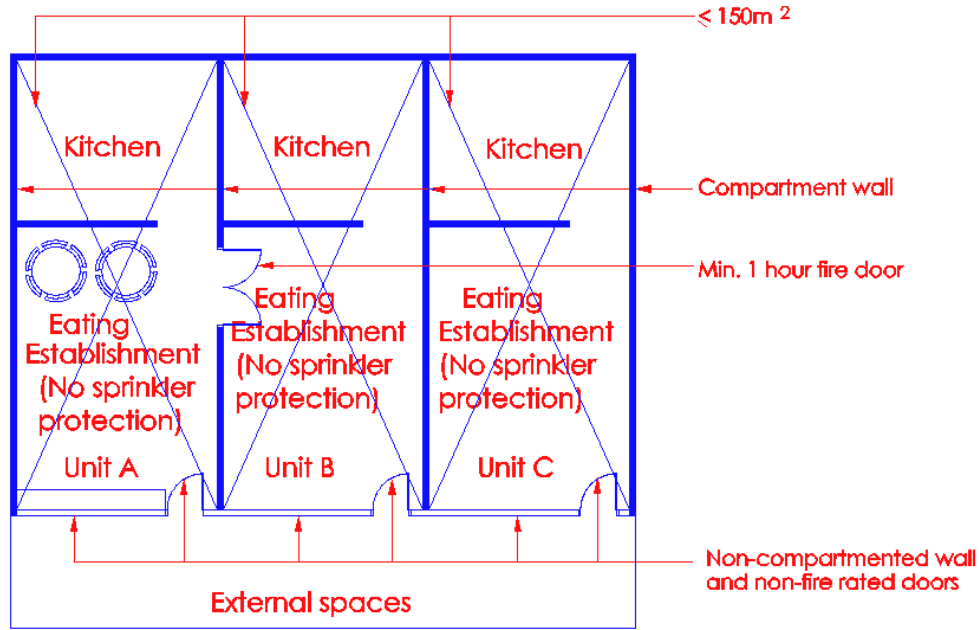 ≤ 150m ²
Kitchen
Kitchen
Kitchen
Compartment wall
Min. 1 hour fire door
Eating
Establishment
(No sprinkler
protection)
Unit A
Eating
Establishment
(No sprinkler
protection)
Unit B
Eating
Establishment
(No sprinkler
protection)
Unit C
Non-compartmented wall
and non-fire rated doors
External spaces